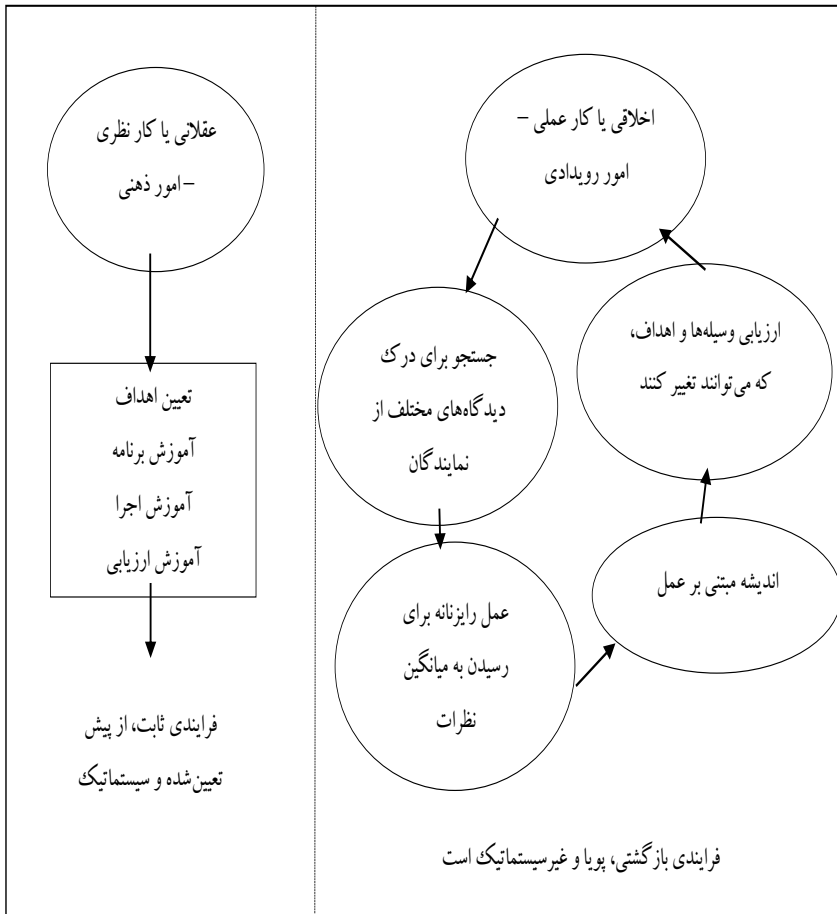 اخلاقی یا کار عملی –
امور رویدادی
جستجو برای درک
دیدگاه‌های مختلف از
نمایندگان
عمل رایزنانه برای
رسیدن به میانگین
نظرات
اندیشه مبتنی بر عمل
ارزیابی وسیله‌ها و اهداف،
که می‌توانند تغییر کنند
فرایندی بازگشتی، پویا و غیرسیستماتیک است
عقلانی یا کار نظری
–امور ذهنی
تعیین اهداف
آموزش برنامه
آموزش اجرا
آموزش ارزیابی
فرایندی ثابت، از پیش
تعیین‌شده و سیستماتیک